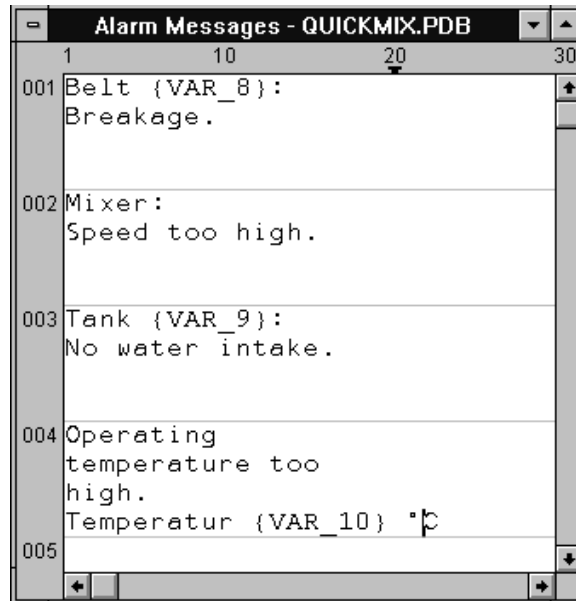 Alarm Messages - QUICKMIX.PDB
1 10 20 30
001 Belt {VAR_8}:
Breakage.
002 Mixer:
Speed too high.
003 Tank {VAR_9}:
No water intake.
004 Operating
temperature too
high.
Temperatur {VAR_10} °C
005